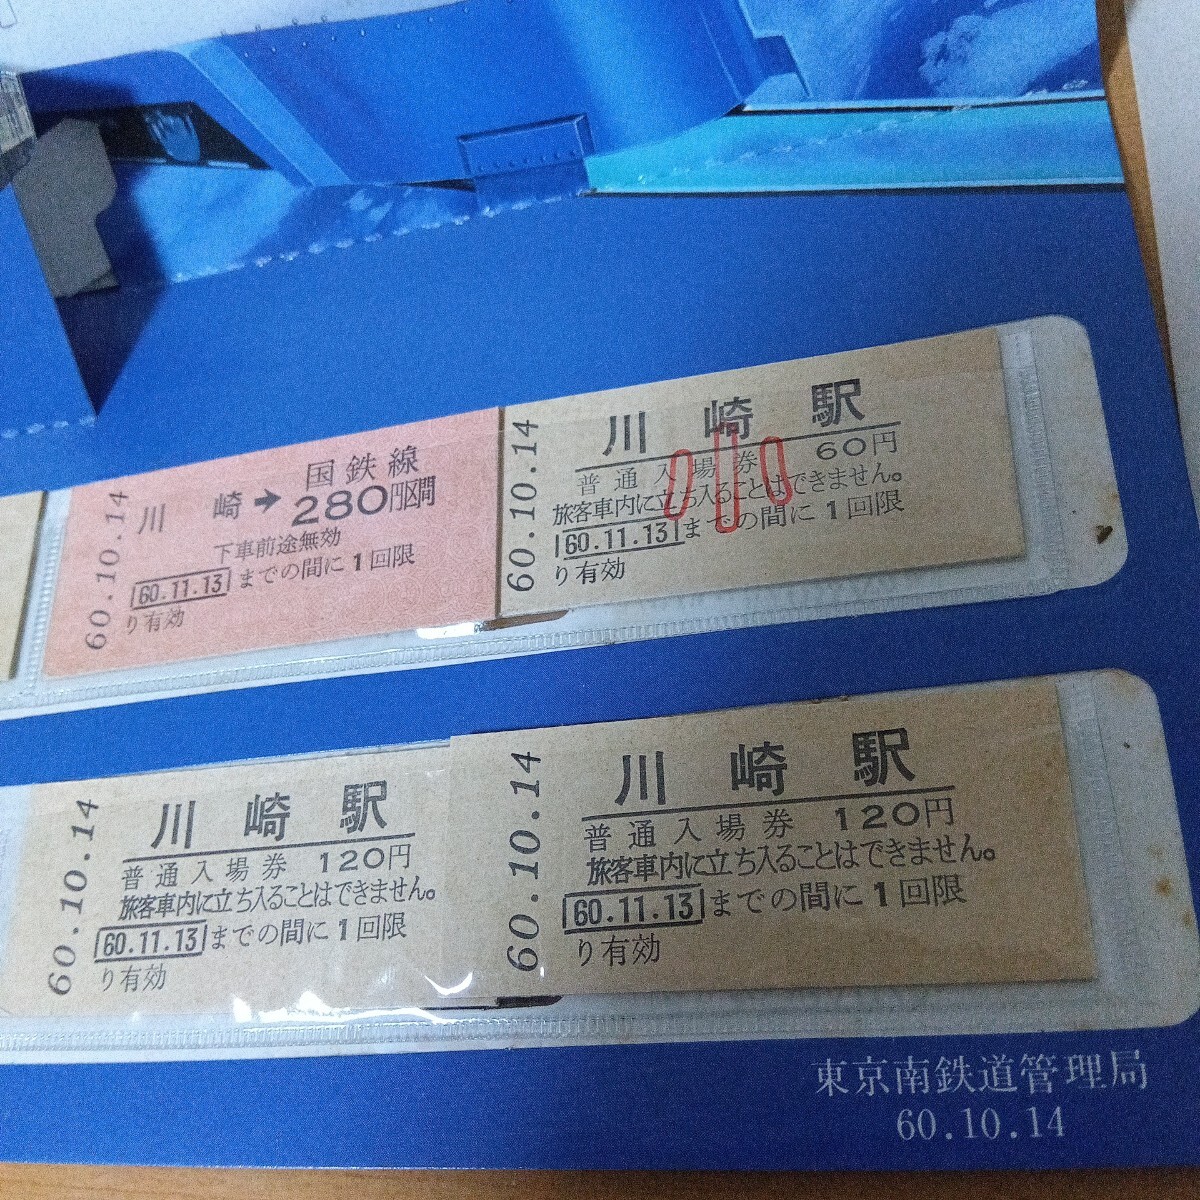 60.10.14
国鉄線
川崎➔280円区間
下車前途無効
60.11.13までの間に1回限
り有効
60.10.14
川崎駅
普通入場券 60円
小
旅客車内に立ち入ることはできません。
60.11.13までの間に1回限
り有効
60.10.14
川崎駅
普通入場券 120円
旅客車内に立ち入ることはできません。
60.11.13までの間に1回限
り有効
60.10.14
川崎駅
普通入場券 120円
旅客車内に立ち入ることはできません。
60.11.13までの間に1回限
り有効
東京南鉄道管理局
60.10.14